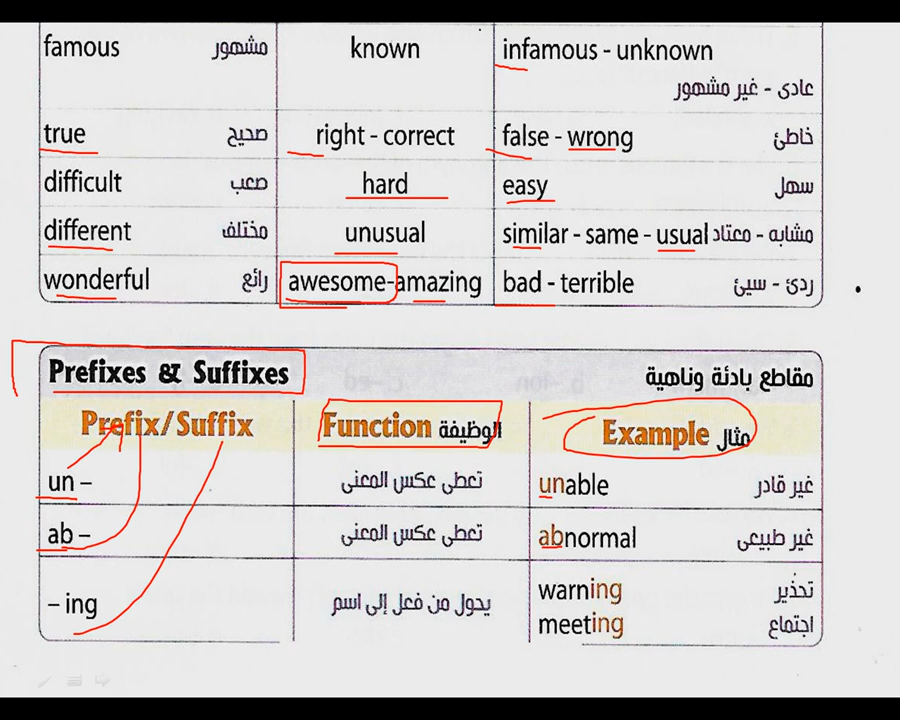 famous مشهور known infamous - unknown
عادى - غير مشهور
true صحيح right - correct false - wrong خاطئ
difficult صعب hard easy سهل
different مختلف unusual similar - same - usual مشابه - معتاد
wonderful رائع awesome-amazing bad - terrible ردئ - سيئ
Prefixes & Suffixes مقاطع بادئة وناهية
Prefix/Suffix Function الوظيفة Example مثال
un – تعطى عكس المعنى unable غير قادر
ab – تعطى عكس المعنى abnormal غير طبيعى
– ing يحول من فعل إلى اسم warning تحذير
meeting اجتماع